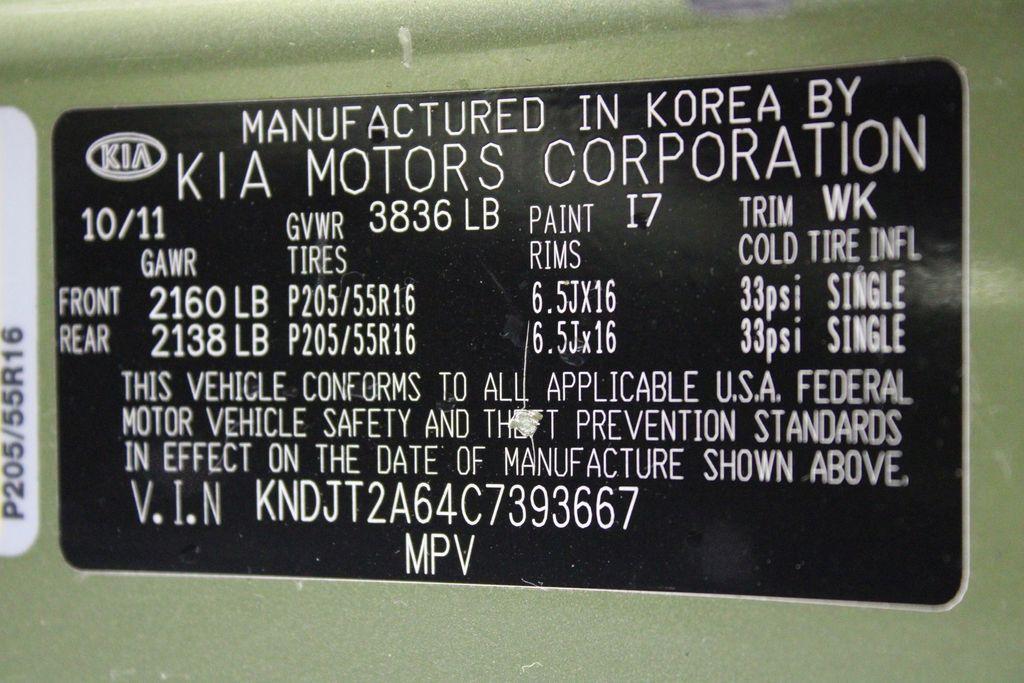 MANUFACTURED IN KOREA BY
KIA KIA MOTORS CORPORATION
10/11 GVWR 3836 LB PAINT I7 TRIM WK
GAWR TIRES RIMS COLD TIRE INFL
FRONT 2160 LB P205/55R16 6.5JX16 33psi SINGLE
REAR 2138 LB P205/55R16 6.5Jx16 33psi SINGLE
THIS VEHICLE CONFORMS TO ALL APPLICABLE U.S.A. FEDERAL
MOTOR VEHICLE SAFETY AND THEFT PREVENTION STANDARDS
IN EFFECT ON THE DATE OF MANUFACTURE SHOWN ABOVE.
V.I.N KNDJT2A64C7393667
MPV
P205/55R16